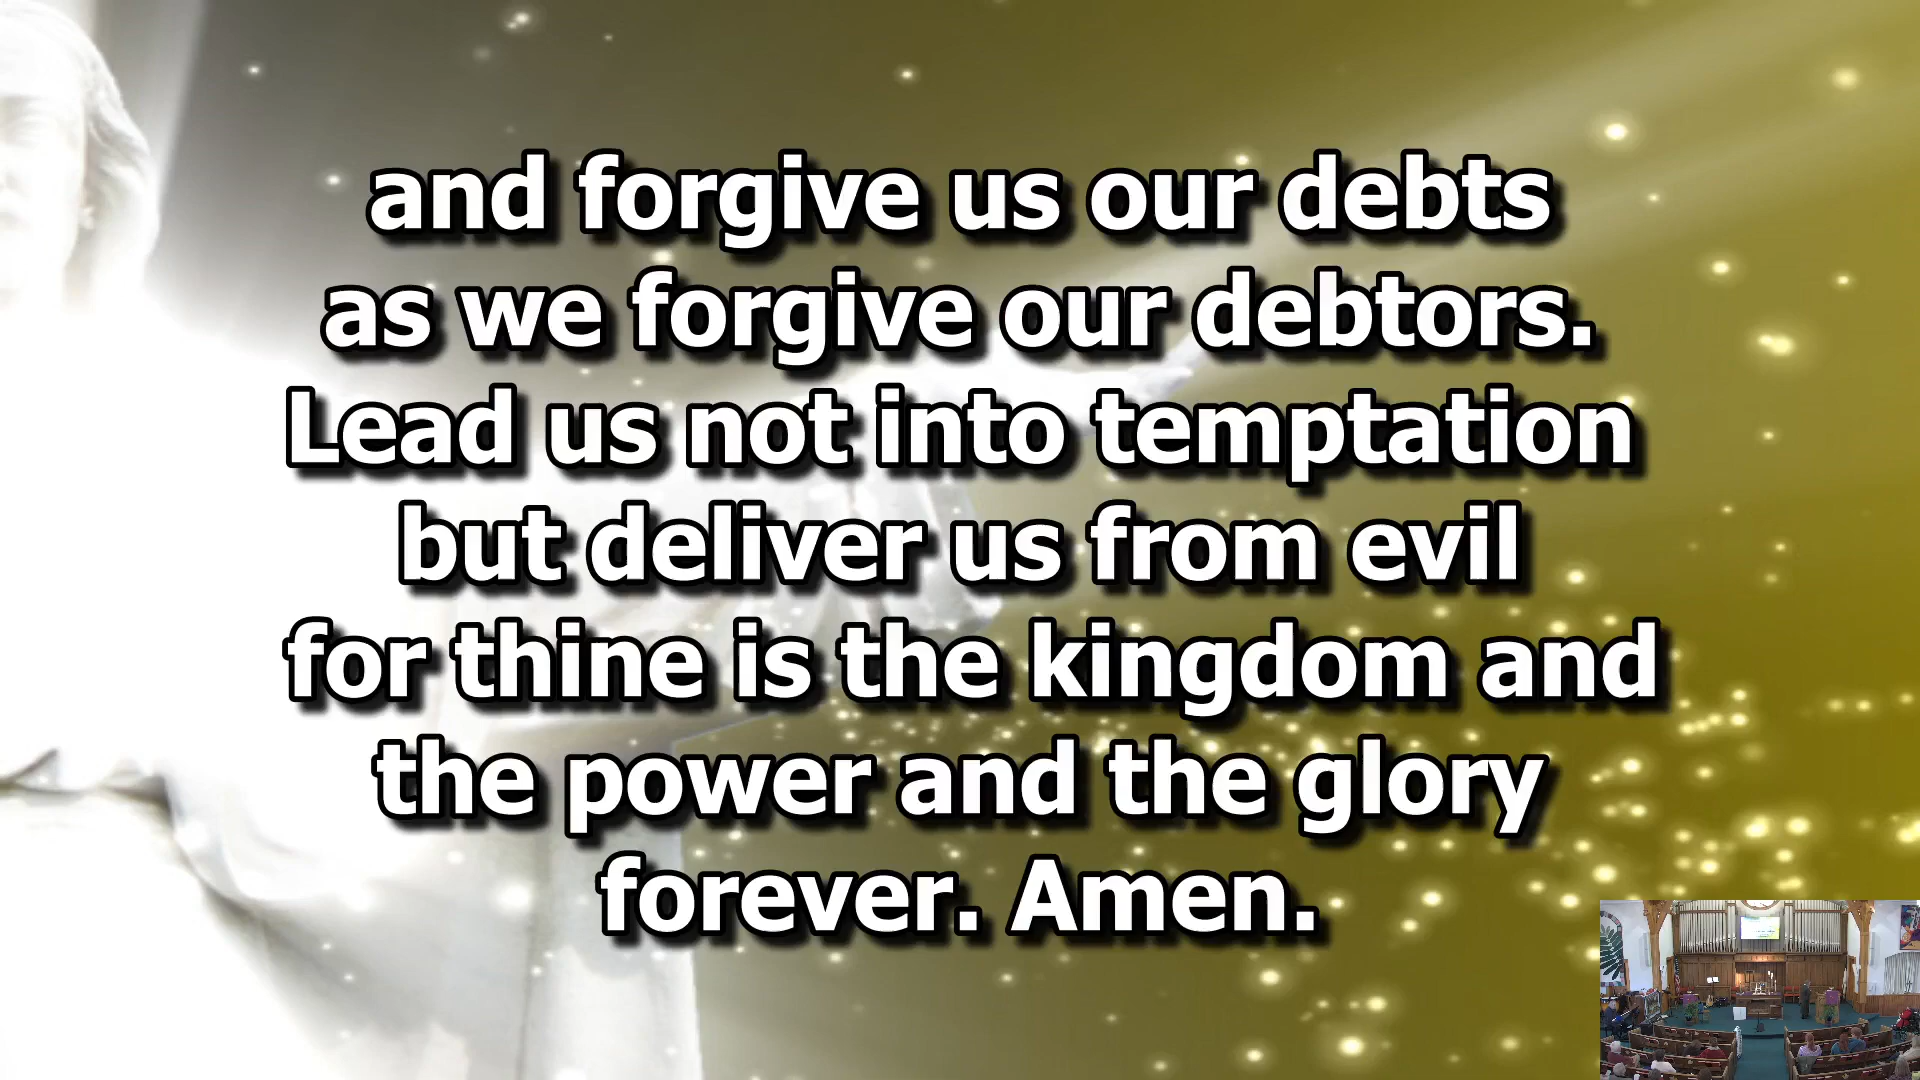 and forgive us our debts
as we forgive our debtors.
Lead us not into temptation
but deliver us from evil
for thine is the kingdom and
the power and the glory
forever. Amen.